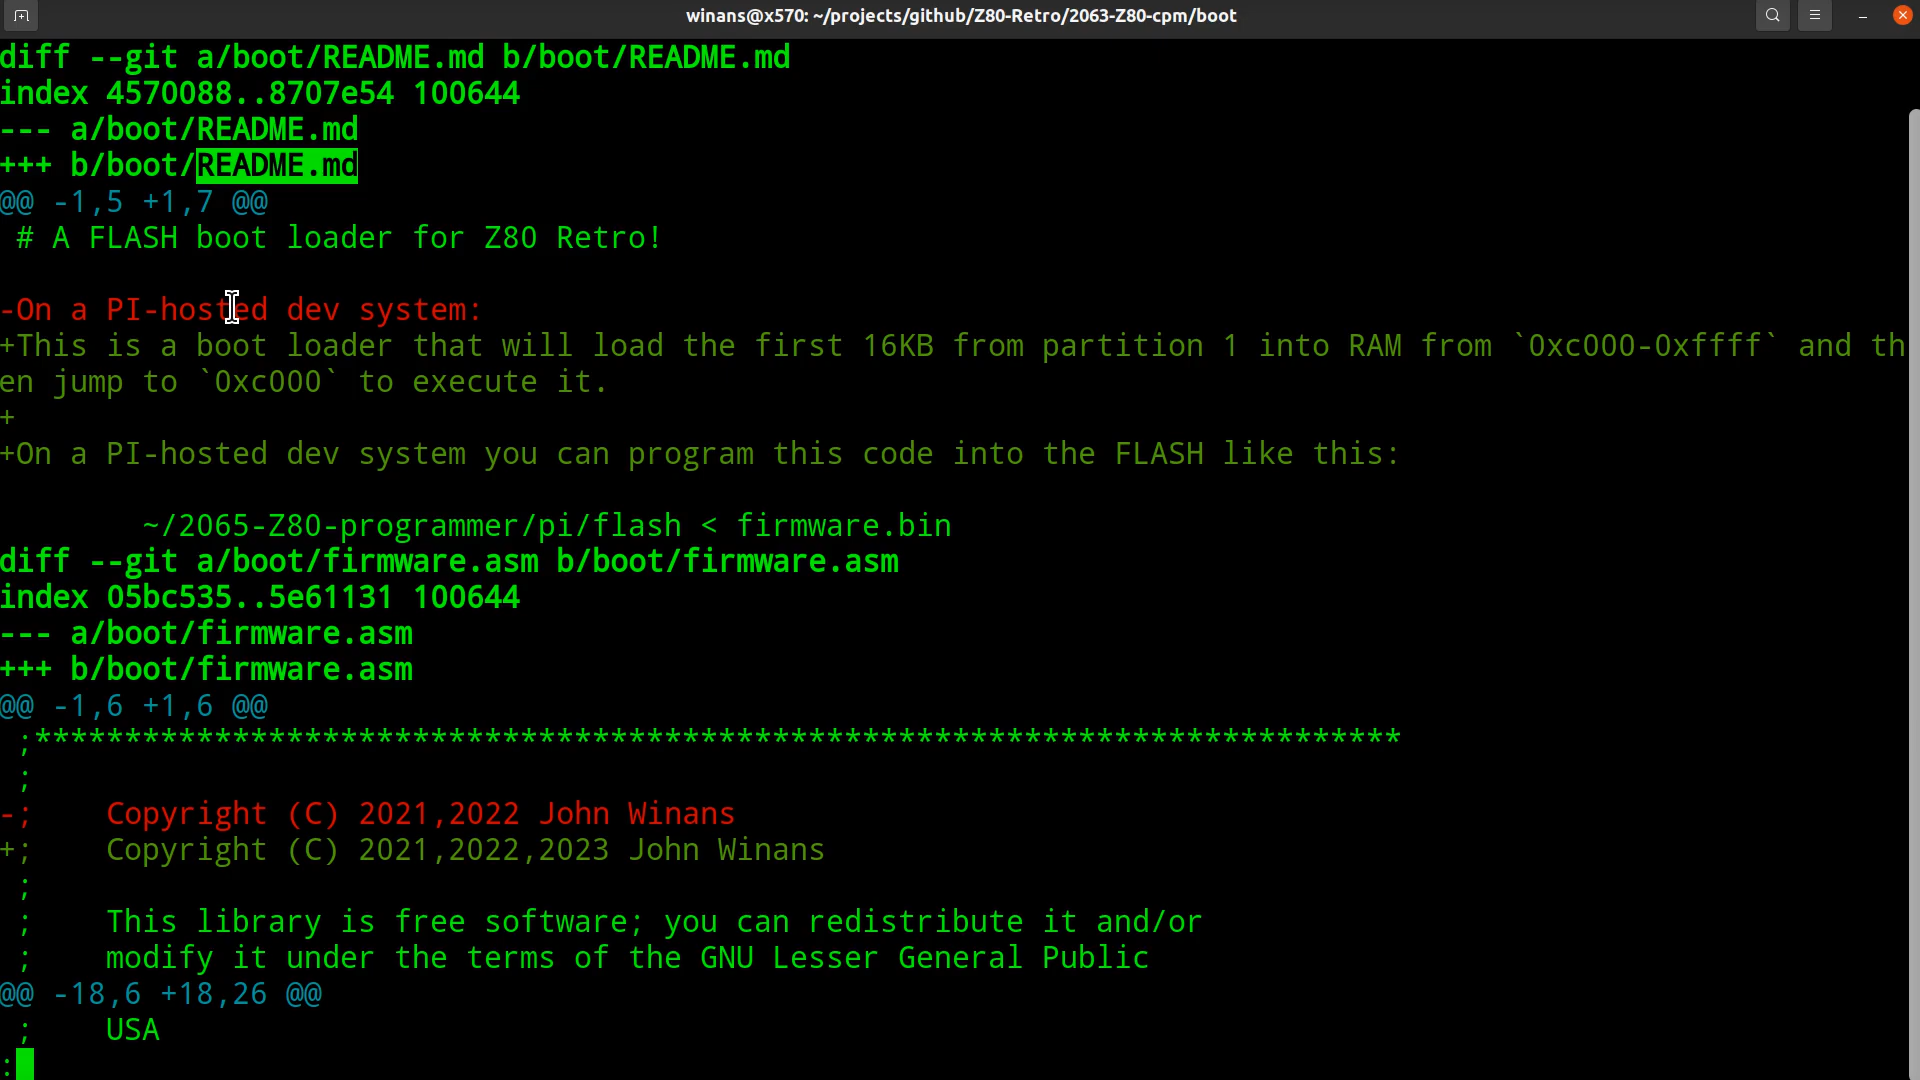 winans@x570: ~/projects/github/Z80-Retro/2063-Z80-cpm/boot
diff --git a/boot/README.md b/boot/README.md
index 4570088..8707e54 100644
--- a/boot/README.md
+++ b/boot/README.md
@@ -1,5 +1,7 @@
 # A FLASH boot loader for Z80 Retro!
-On a PI-hosted dev system:
+This is a boot loader that will load the first 16KB from partition 1 into RAM from `0xc000-0xffff` and th
en jump to `0xc000` to execute it.
+
+On a PI-hosted dev system you can program this code into the FLASH like this:
        ~/2065-Z80-programmer/pi/flash < firmware.bin
diff --git a/boot/firmware.asm b/boot/firmware.asm
index 05bc535..5e61131 100644
--- a/boot/firmware.asm
+++ b/boot/firmware.asm
@@ -1,6 +1,6 @@
 ;****************************************************************************
 ;
-;    Copyright (C) 2021,2022 John Winans
+;    Copyright (C) 2021,2022,2023 John Winans
 ;
 ;    This library is free software; you can redistribute it and/or
 ;    modify it under the terms of the GNU Lesser General Public
@@ -18,6 +18,26 @@
 ;    USA
: